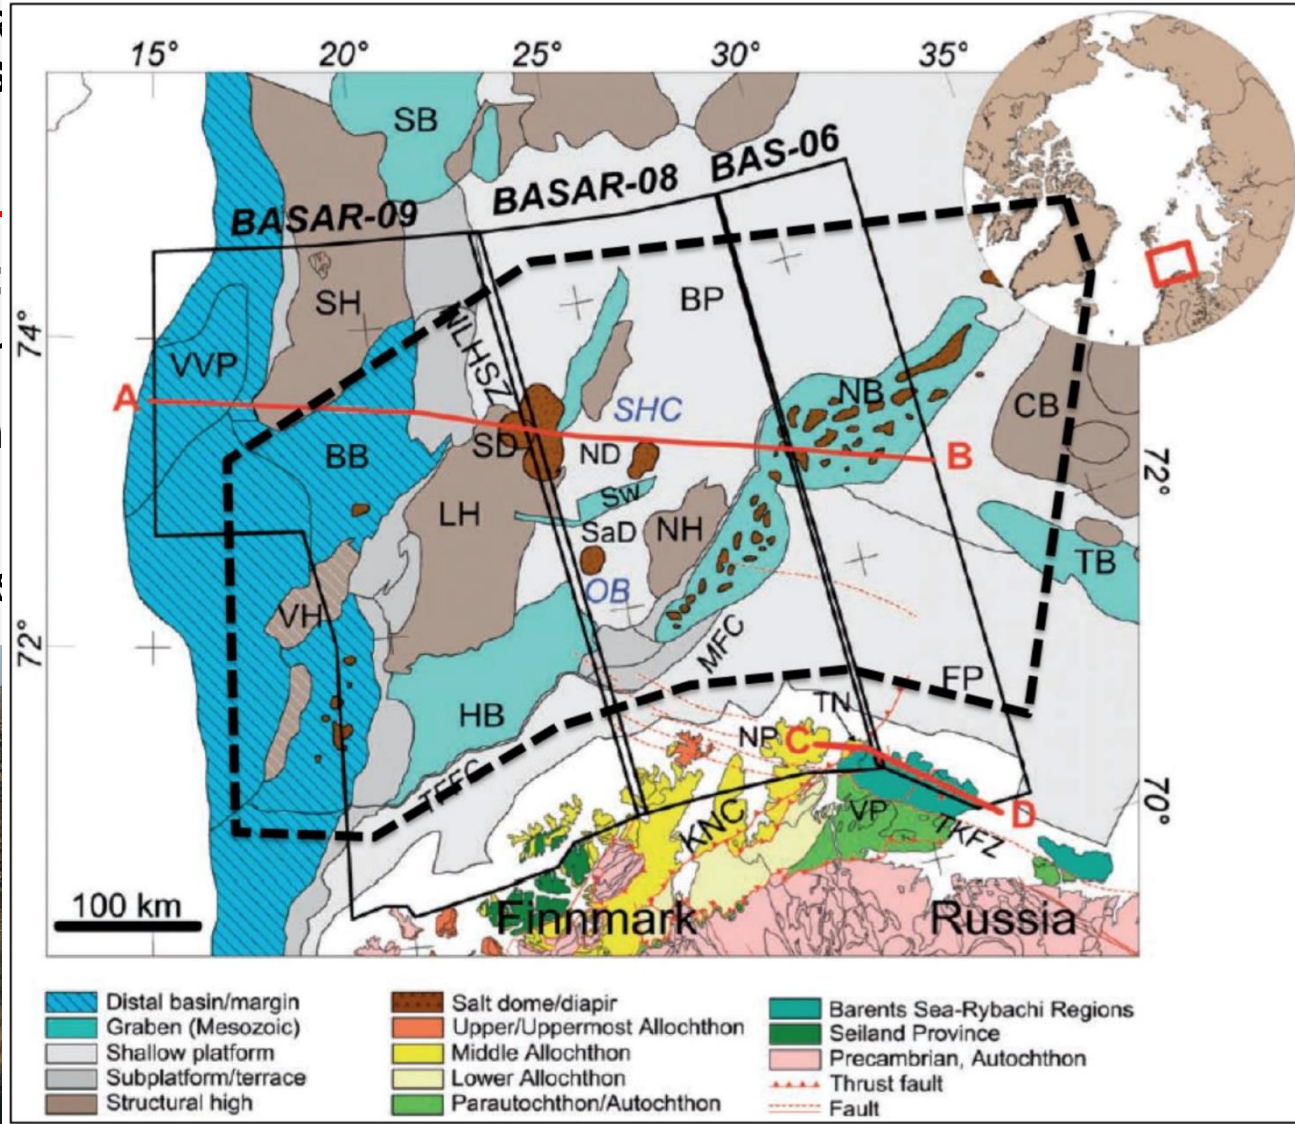 15° 20° 25° 30° 35°
SB
BASAR-09
BASAR-08
BAS-06
SH
BP
74°
NLHSZ
VVP
A
SHC
NB
CB
BB
SD
ND
B
72°
Sw
LH
SaD
NH
OB
TB
VH
MFC
72°
FP
HB
TN
NP
C
TFFC
70°
VP
D
KNC
TKFZ
100 km
Finnmark
Russia
Distal basin/margin
Graben (Mesozoic)
Shallow platform
Subplatform/terrace
Structural high
Salt dome/diapir
Upper/Uppermost Allochthon
Middle Allochthon
Lower Allochthon
Parautochthon/Autochthon
Barents Sea-Rybachi Regions
Seiland Province
Precambrian, Autochthon
Thrust fault
Fault